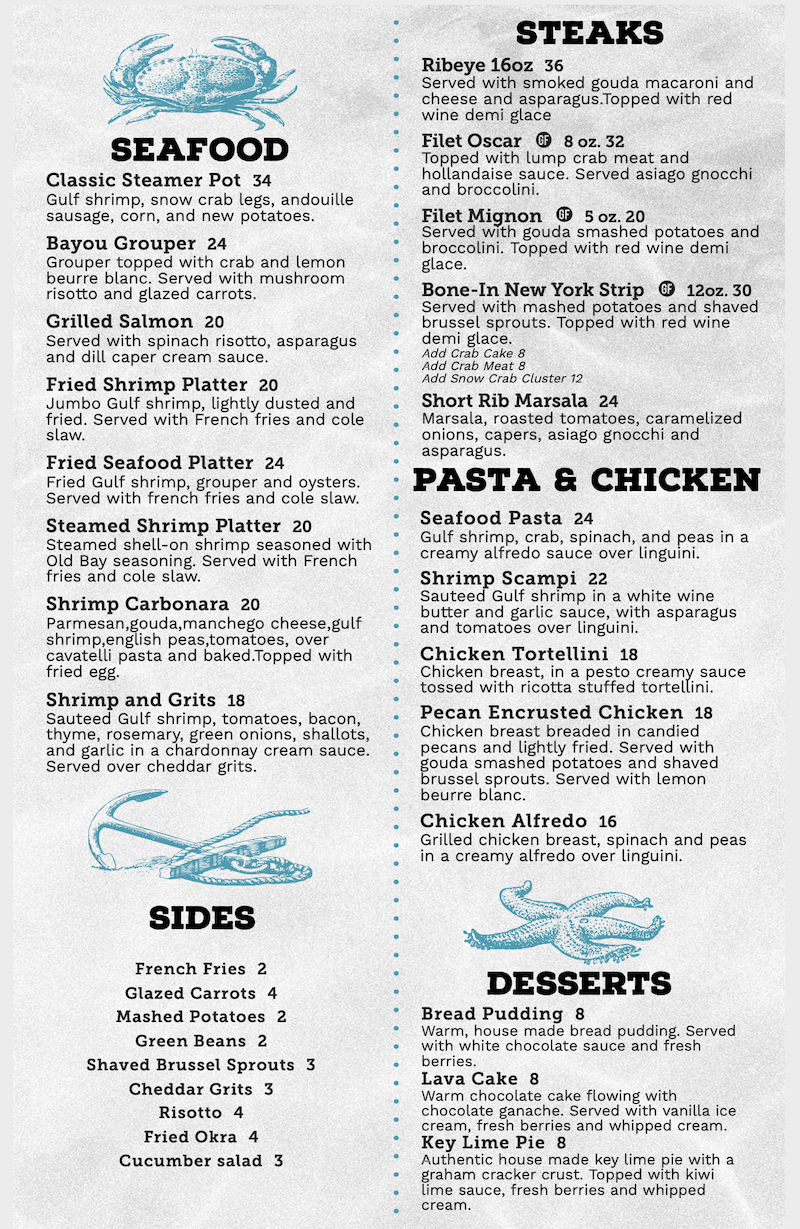 SEAFOOD
Classic Steamer Pot 34
Gulf shrimp, snow crab legs, andouille
sausage, corn, and new potatoes.
Bayou Grouper 24
Grouper topped with crab and lemon
beurre blanc. Served with mushroom
risotto and glazed carrots.
Grilled Salmon 20
Served with spinach risotto, asparagus
and dill caper cream sauce.
Fried Shrimp Platter 20
Jumbo Gulf shrimp, lightly dusted and
fried. Served with French fries and cole
slaw.
Fried Seafood Platter 24
Fried Gulf shrimp, grouper and oysters.
Served with french fries and cole slaw.
Steamed Shrimp Platter 20
Steamed shell-on shrimp seasoned with
Old Bay seasoning. Served with French
fries and cole slaw.
Shrimp Carbonara 20
Parmesan,gouda,manchego cheese,gulf
shrimp,english peas,tomatoes, over
cavatelli pasta and baked.Topped with
fried egg.
Shrimp and Grits 18
Sauteed Gulf shrimp, tomatoes, bacon,
thyme, rosemary, green onions, shallots,
and garlic in a chardonnay cream sauce.
Served over cheddar grits.
SIDES
French Fries 2
Glazed Carrots 4
Mashed Potatoes 2
Green Beans 2
Shaved Brussel Sprouts 3
Cheddar Grits 3
Risotto 4
Fried Okra 4
Cucumber salad 3
STEAKS
Ribeye 16oz 36
Served with smoked gouda macaroni and
cheese and asparagus.Topped with red
wine demi glace
Filet Oscar GF 8 oz. 32
Topped with lump crab meat and
hollandaise sauce. Served asiago gnocchi
and broccolini.
Filet Mignon GF 5 oz. 20
Served with gouda smashed potatoes and
broccolini. Topped with red wine demi
glace.
Bone-In New York Strip GF 12oz. 30
Served with mashed potatoes and shaved
brussel sprouts. Topped with red wine
demi glace.
Add Crab Cake 8
Add Crab Meat 8
Add Snow Crab Cluster 12
Short Rib Marsala 24
Marsala, roasted tomatoes, caramelized
onions, capers, asiago gnocchi and
asparagus.
PASTA & CHICKEN
Seafood Pasta 24
Gulf shrimp, crab, spinach, and peas in a
creamy alfredo sauce over linguini.
Shrimp Scampi 22
Sauteed Gulf shrimp in a white wine
butter and garlic sauce, with asparagus
and tomatoes over linguini.
Chicken Tortellini 18
Chicken breast, in a pesto creamy sauce
tossed with ricotta stuffed tortellini.
Pecan Encrusted Chicken 18
Chicken breast breaded in candied
pecans and lightly fried. Served with
gouda smashed potatoes and shaved
brussel sprouts. Served with lemon
beurre blanc.
Chicken Alfredo 16
Grilled chicken breast, spinach and peas
in a creamy alfredo over linguini.
DESSERTS
Bread Pudding 8
Warm, house made bread pudding. Served
with white chocolate sauce and fresh
berries.
Lava Cake 8
Warm chocolate cake flowing with
chocolate ganache. Served with vanilla ice
cream, fresh berries and whipped cream.
Key Lime Pie 8
Authentic house made key lime pie with a
graham cracker crust. Topped with kiwi
lime sauce, fresh berries and whipped
cream.